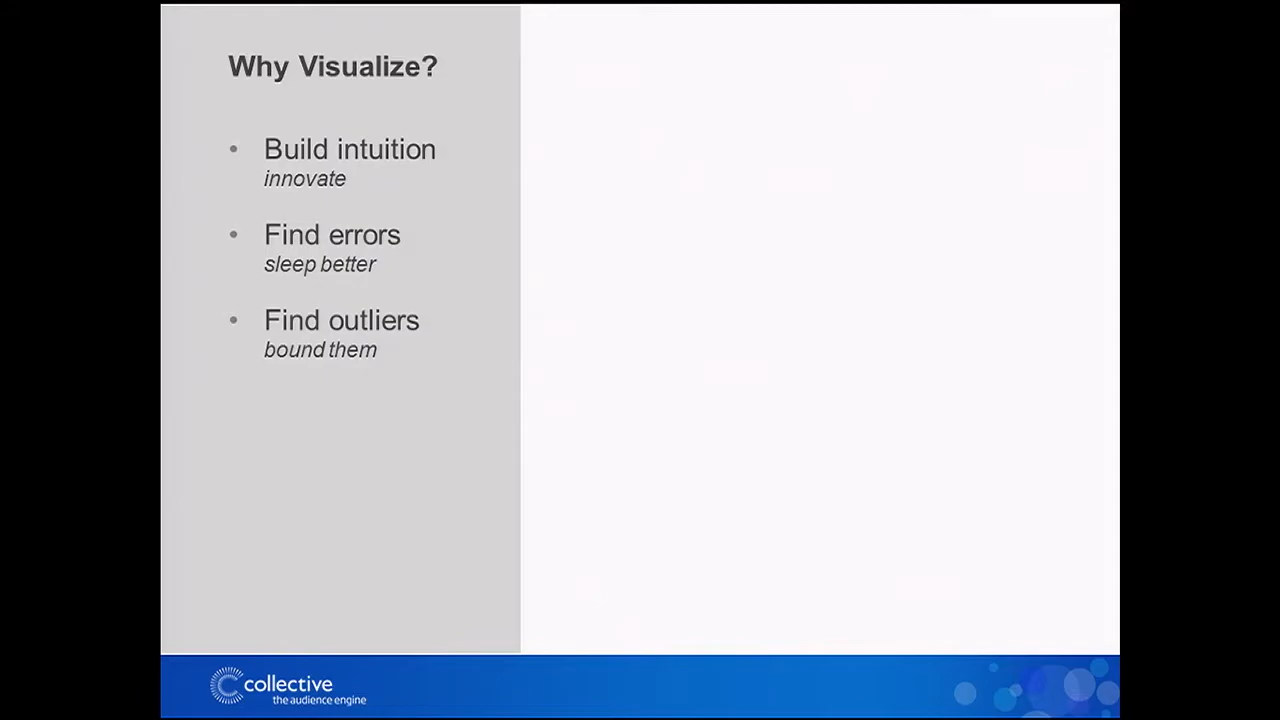 Why Visualize?
• Build intuition
innovate
• Find errors
sleep better
• Find outliers
bound them
collective
the audience engine